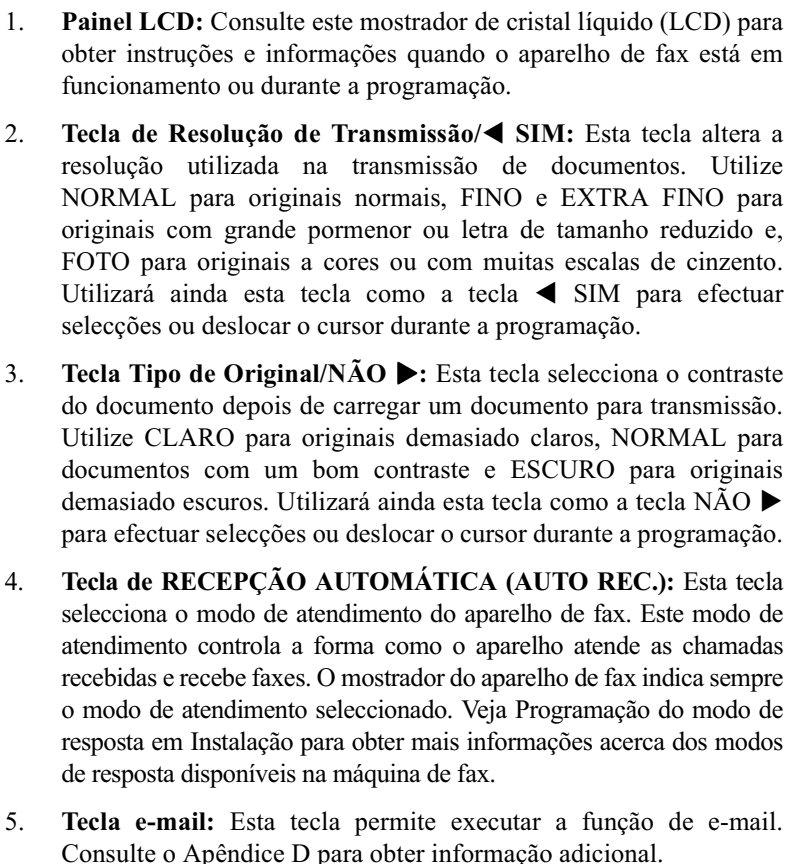 1. Painel LCD: Consulte este mostrador de cristal líquido (LCD) para
obter instruções e informações quando o aparelho de fax está em
funcionamento ou durante a programação.
2. Tecla de Resolução de Transmissão/◀ SIM: Esta tecla altera a
resolução utilizada na transmissão de documentos. Utilize
NORMAL para originais normais, FINO e EXTRA FINO para
originais com grande pormenor ou letra de tamanho reduzido e,
FOTO para originais a cores ou com muitas escalas de cinzento.
Utilizará ainda esta tecla como a tecla ◀ SIM para efectuar
selecções ou deslocar o cursor durante a programação.
3. Tecla Tipo de Original/NÃO ▶: Esta tecla selecciona o contraste
do documento depois de carregar um documento para transmissão.
Utilize CLARO para originais demasiado claros, NORMAL para
documentos com um bom contraste e ESCURO para originais
demasiado escuros. Utilizará ainda esta tecla como a tecla NÃO ▶
para efectuar selecções ou deslocar o cursor durante a programação.
4. Tecla de RECEPÇÃO AUTOMÁTICA (AUTO REC.): Esta tecla
selecciona o modo de atendimento do aparelho de fax. Este modo de
atendimento controla a forma como o aparelho atende as chamadas
recebidas e recebe faxes. O mostrador do aparelho de fax indica sempre
o modo de atendimento seleccionado. Veja Programação do modo de
resposta em Instalação para obter mais informações acerca dos modos
de resposta disponíveis na máquina de fax.
5. Tecla e-mail: Esta tecla permite executar a função de e-mail.
Consulte o Apêndice D para obter informação adicional.